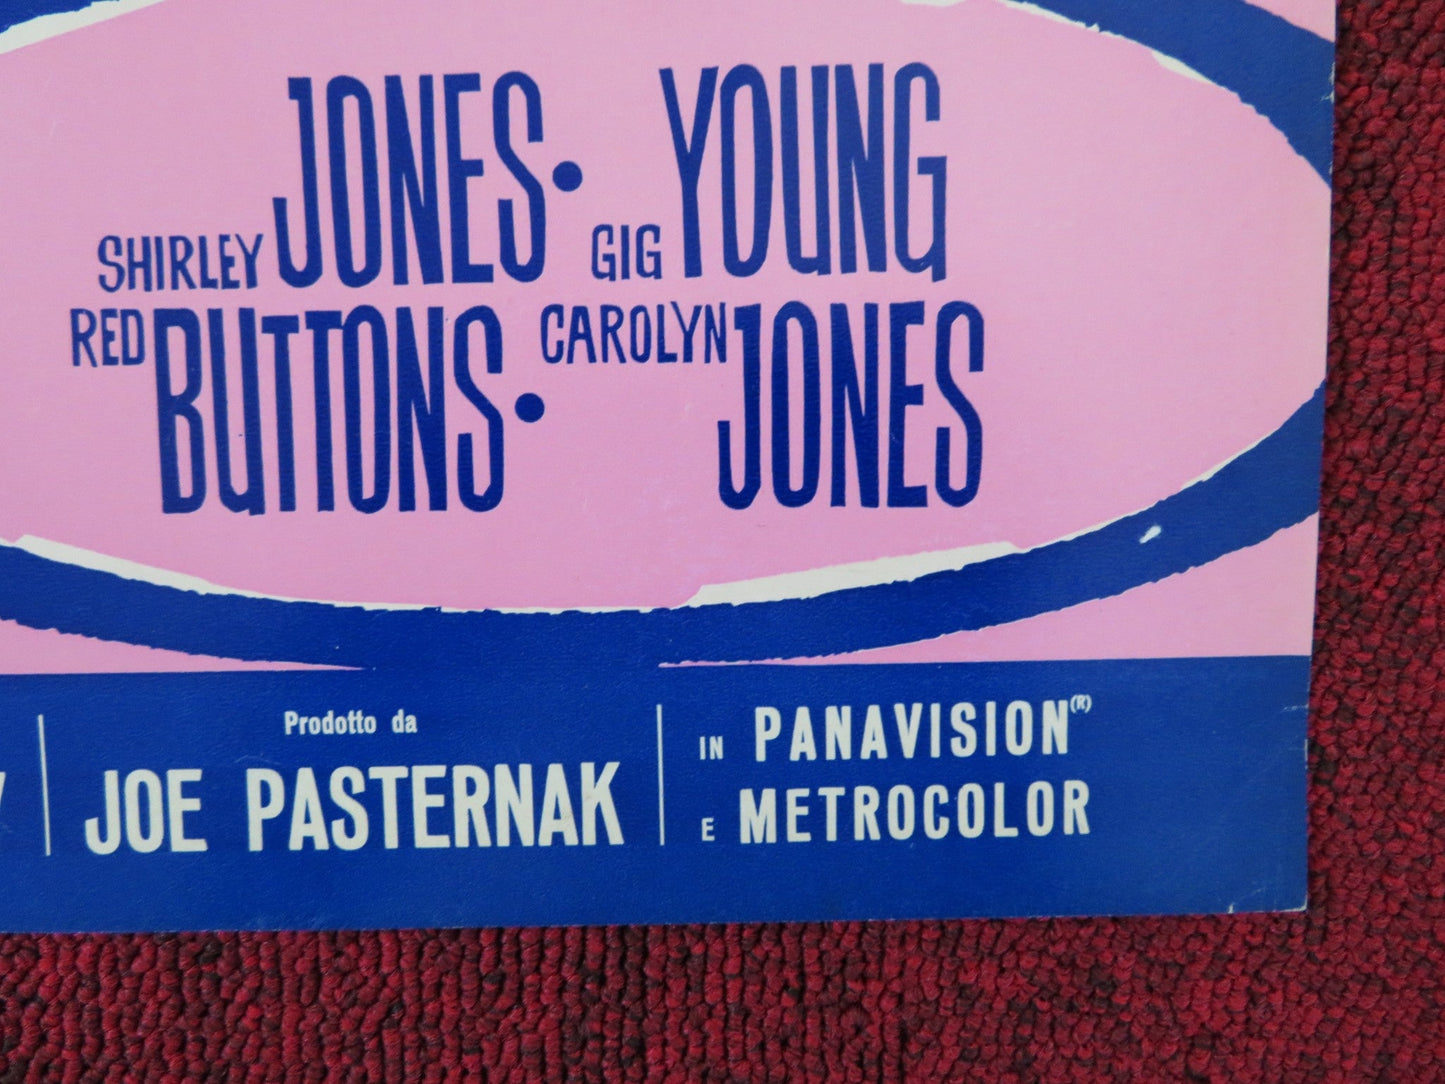 SHIRLEY JONES • GIG YOUNG
RED BUTTONS • CAROLYN JONES
Prodotto da
JOE PASTERNAK
IN PANAVISION (R)
E METROCOLOR